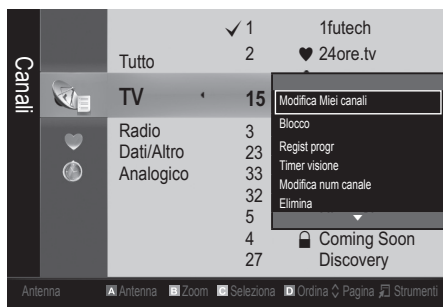 Canali
Tutto
TV
Radio
Dati/Altro
Analogico
1 1futech
2 24ore.tv
15
3
23
33
32
5
4 Coming Soon
27 Discovery
Modifica Miei canali
Blocco
Regist progr
Timer visione
Modifica num canale
Elimina
Antenna A Antenna B Zoom C Seleziona D Ordina Pagina Strumenti